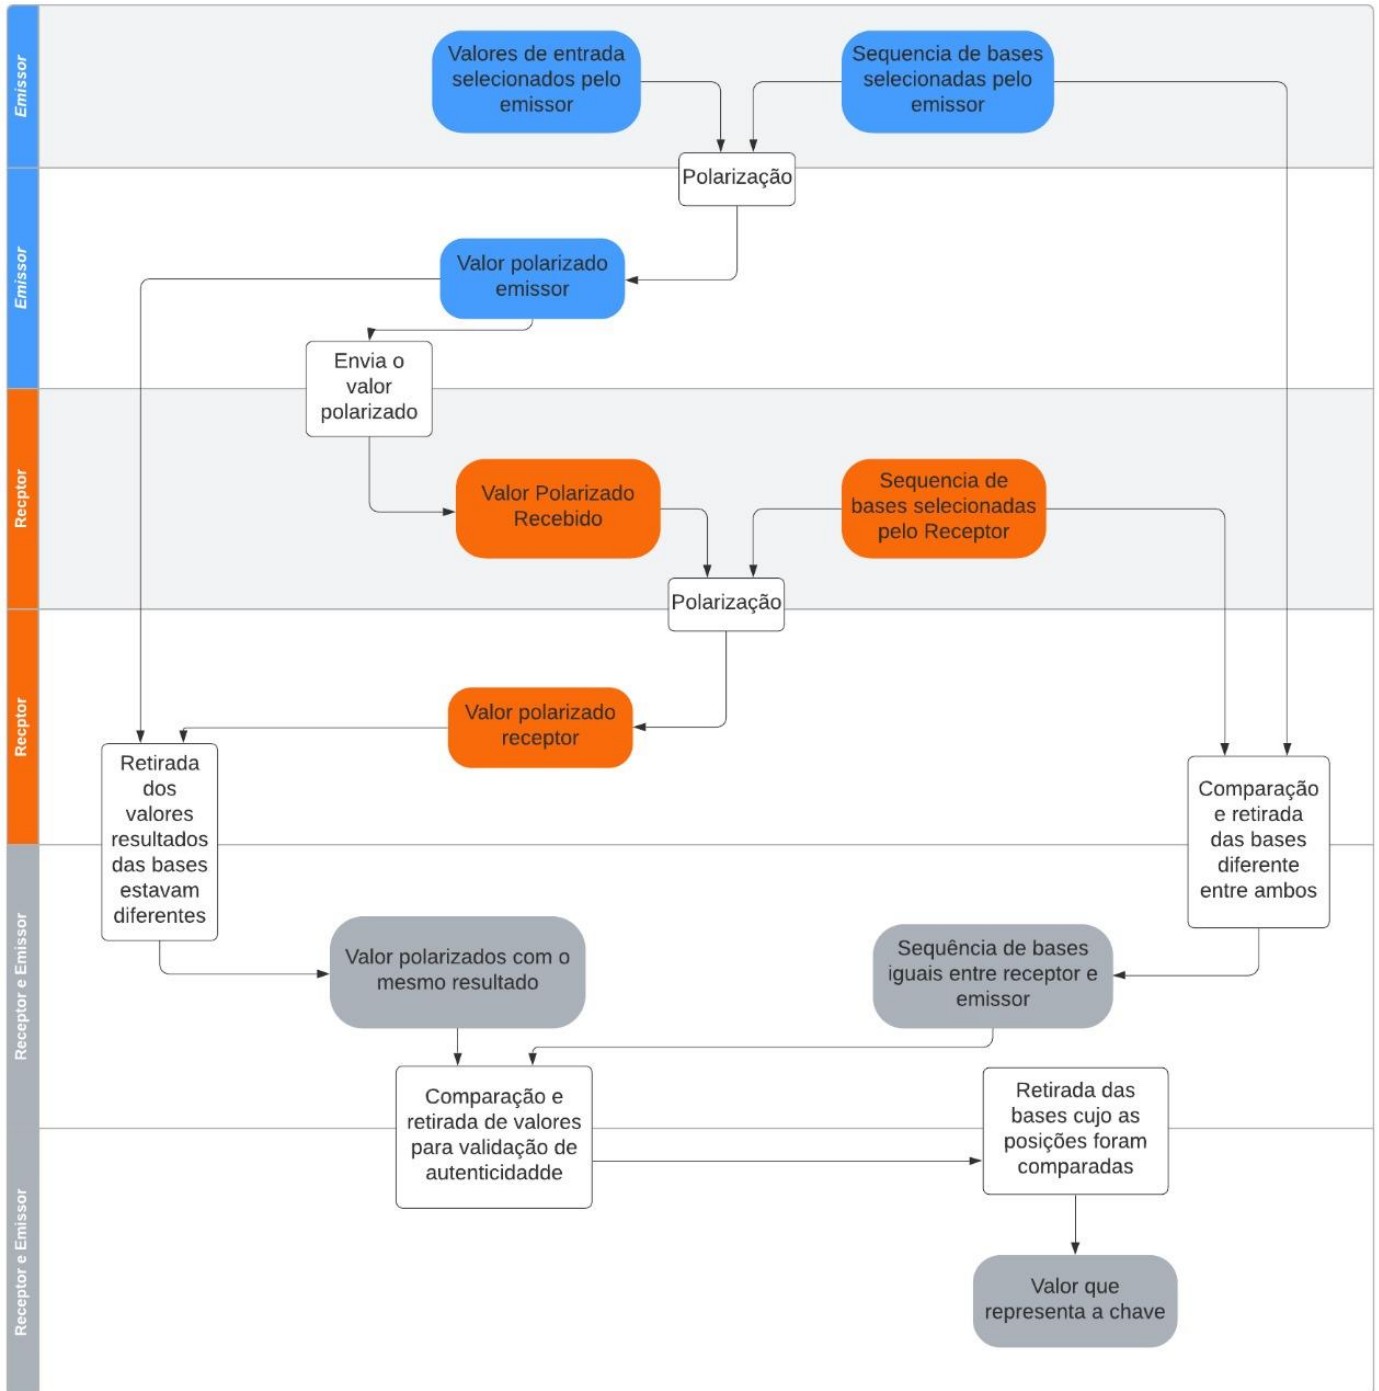 Emissor
Valores de entrada
selecionados pelo
emissor
Sequencia de bases
selecionadas pelo
emissor
Polarização
Emissor
Valor polarizado
emissor
Envia o
valor
polarizado
Recptor
Valor Polarizado
Recebido
Sequencia de
bases selecionadas
pelo Receptor
Polarização
Recptor
Valor polarizado
receptor
Retirada
dos
valores
resultados
das bases
estavam
diferentes
Comparação
e retirada
das bases
diferente
entre ambos
Receptor e Emissor
Valor polarizados com o
mesmo resultado
Sequência de bases
iguais entre receptor e
emissor
Comparação e
retirada de valores
para validação de
autenticidadde
Retirada das
bases cujo as
posições foram
comparadas
Receptor e Emissor
Valor que
representa a chave